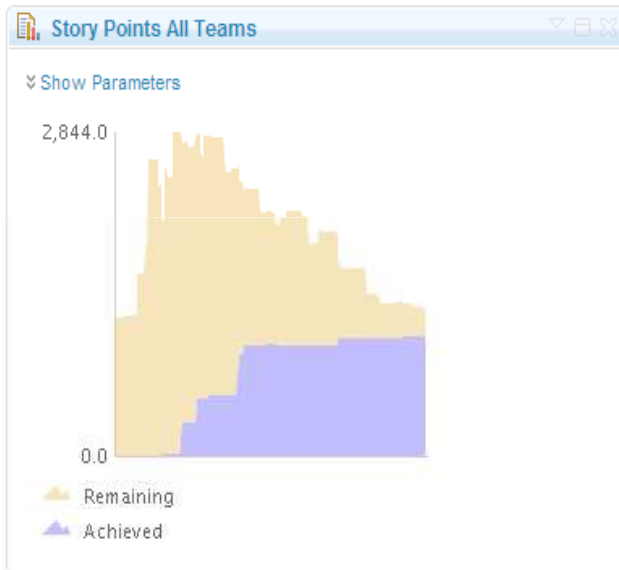 Story Points All Teams
Show Parameters
2,844.0
0.0
Remaining
Achieved